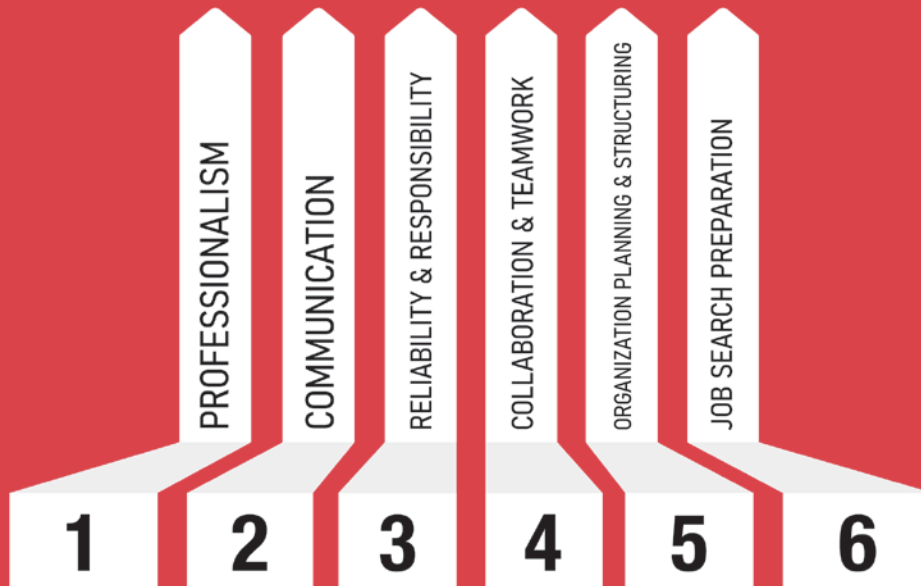 PROFESSIONALISM
COMMUNICATION
RELIABILITY & RESPONSIBILITY
COLLABORATION & TEAMWORK
ORGANIZATION PLANNING & STRUCTURING
JOB SEARCH PREPARATION
1
2
3
4
5
6